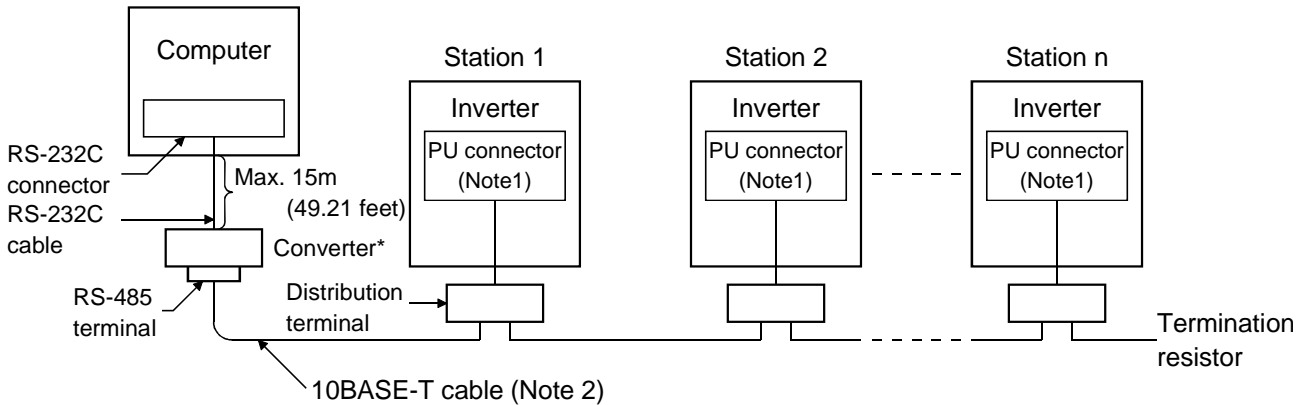 Computer
Station 1
Station 2
Station n
Inverter
Inverter
Inverter
RS-232C
connector
RS-232C
cable
Max. 15m
(49.21 feet)
PU connector
(Note1)
PU connector
(Note1)
PU connector
(Note1)
Converter*
RS-485
terminal
Distribution
terminal
Termination
resistor
10BASE-T cable (Note 2)